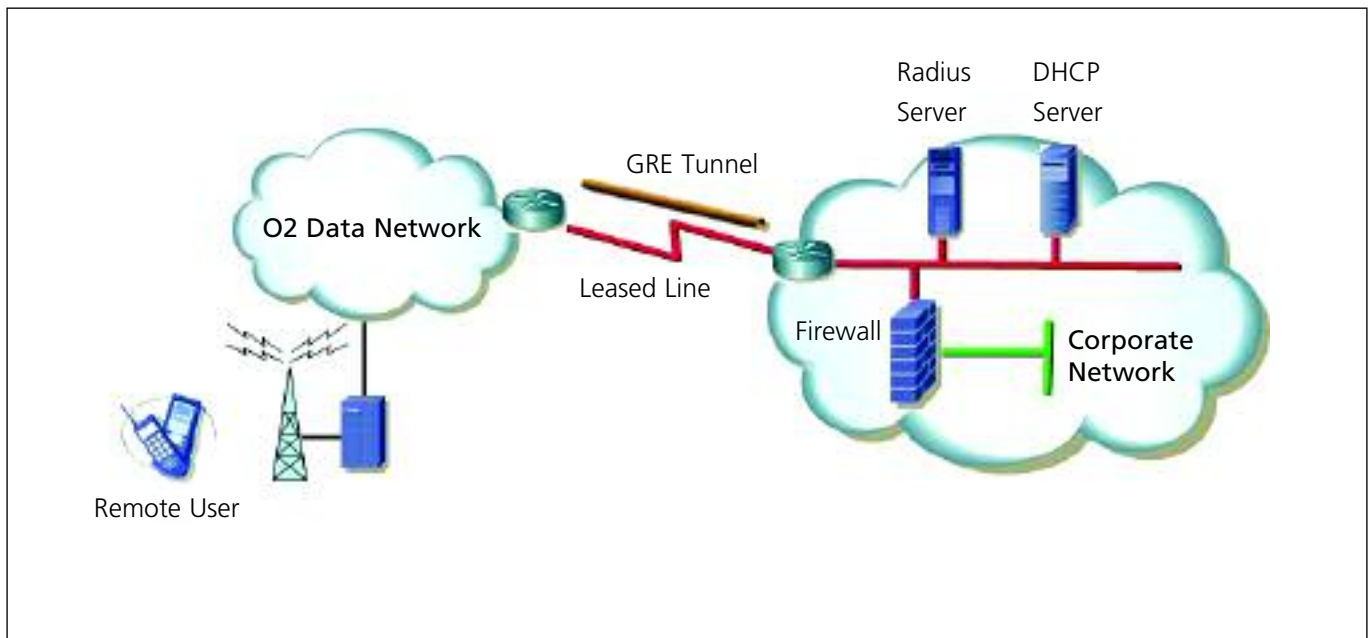 Radius
Server
DHCP
Server
GRE Tunnel
O2 Data Network
Leased Line
Firewall
Corporate
Network
Remote User